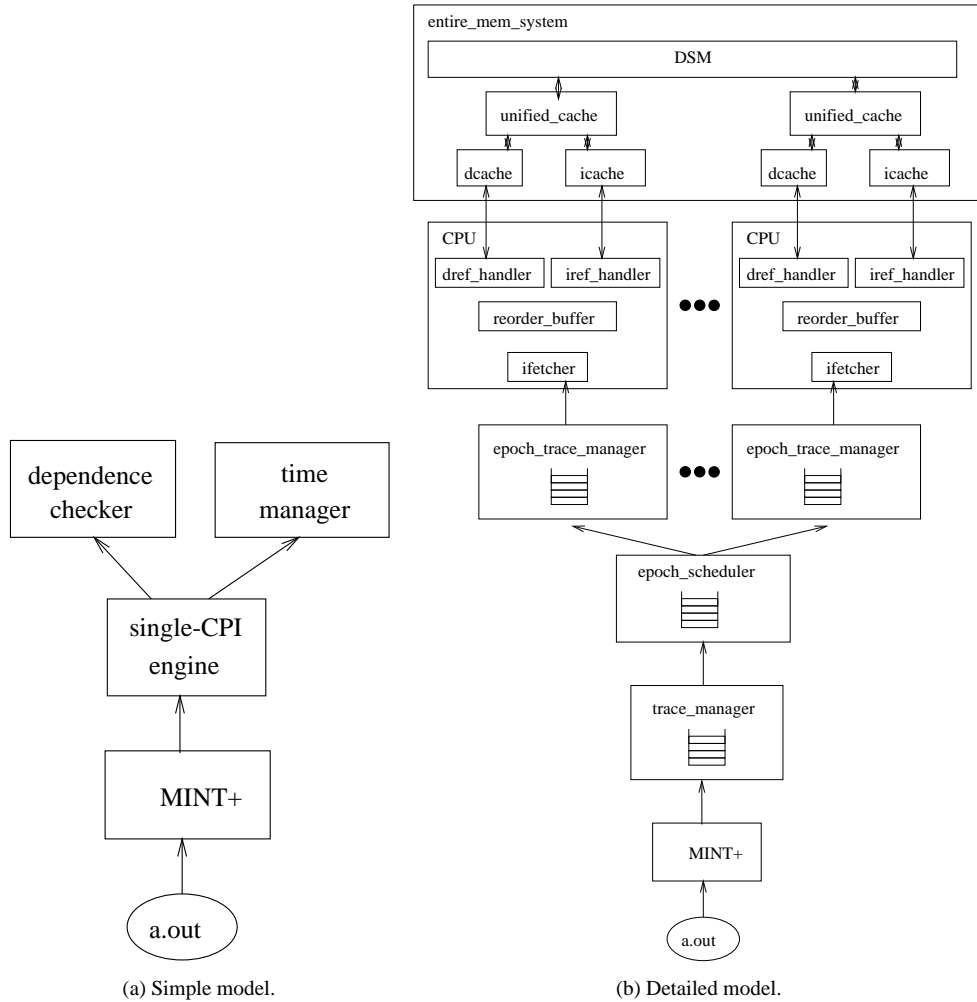 entire_mem_system
DSM
unified_cache
unified_cache
dcache
icache
dcache
icache
CPU
CPU
dref_handler
iref_handler
dref_handler
iref_handler
reorder_buffer
reorder_buffer
ifetcher
ifetcher
epoch_trace_manager
epoch_trace_manager
dependence
checker
time
manager
epoch_scheduler
single-CPI
engine
trace_manager
MINT+
MINT+
a.out
a.out
(a) Simple model.
(b) Detailed model.